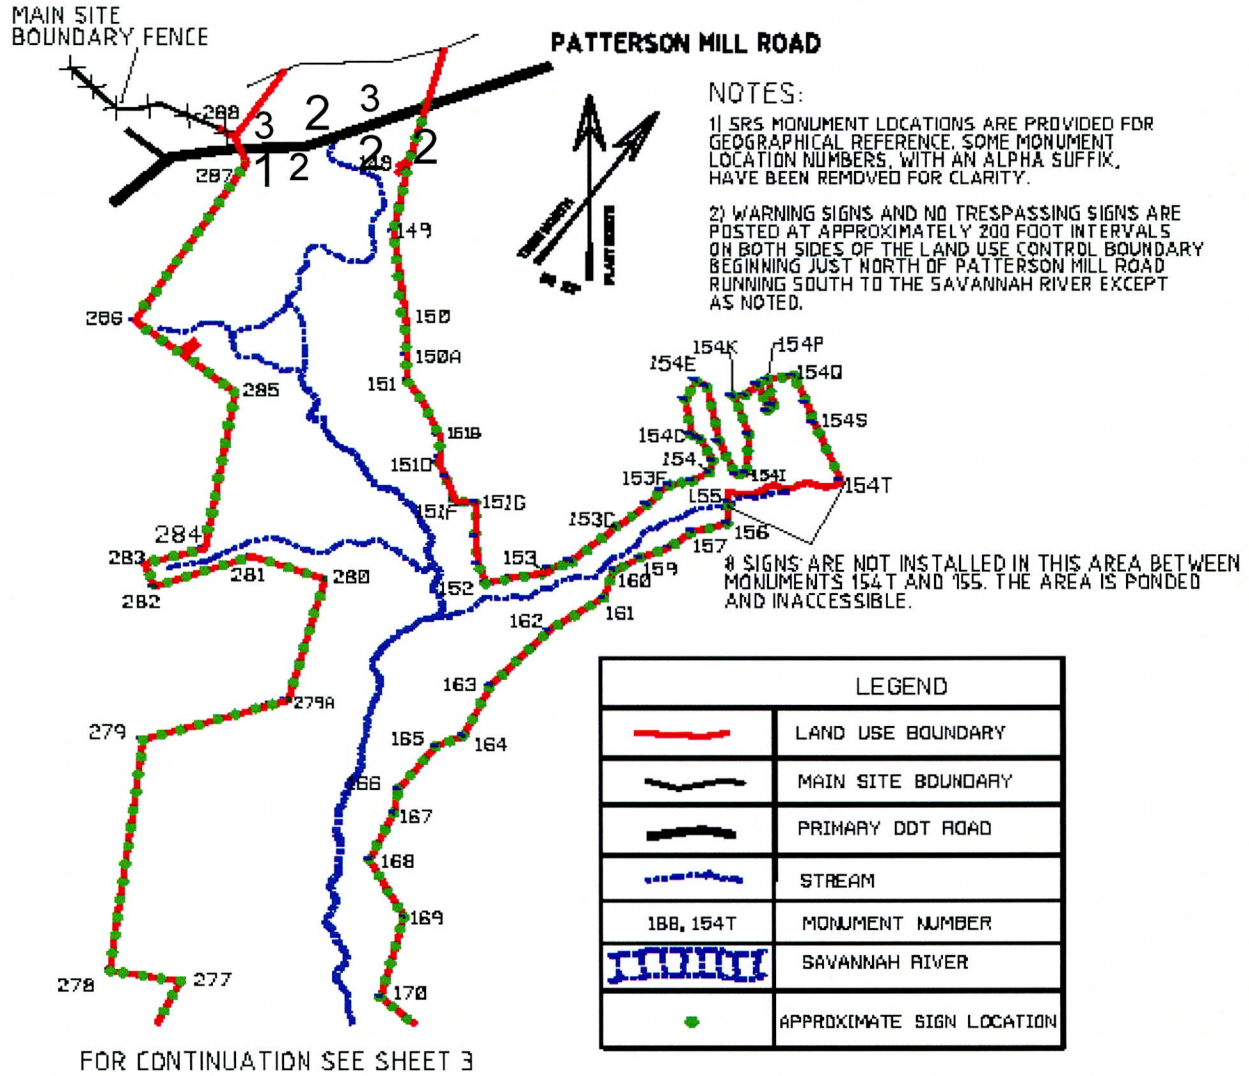 MAIN SITE
BOUNDARY FENCE
PATTERSON MILL ROAD
288
3
2
3
1
2
2
2
148
287
149
NOTES:
1) SRS MONUMENT LOCATIONS ARE PROVIDED FOR
GEOGRAPHICAL REFERENCE. SOME MONUMENT
LOCATION NUMBERS, WITH AN ALPHA SUFFIX,
HAVE BEEN REMOVED FOR CLARITY.
2) WARNING SIGNS AND NO TRESPASSING SIGNS ARE
POSTED AT APPROXIMATELY 200 FOOT INTERVALS
ON BOTH SIDES OF THE LAND USE CONTROL BOUNDARY
BEGINNING JUST NORTH OF PATTERSON MILL ROAD
RUNNING SOUTH TO THE SAVANNAH RIVER EXCEPT
AS NOTED.
TRUE NORTH
PLANT NORTH
286
150
150A
285
151
151B
151D
151F
151G
154E
154K
154P
154Q
154S
154D
154
154I
153F
155
154T
153C
156
157
284
283
282
281
280
153
152
159
160
161
162
# SIGNS ARE NOT INSTALLED IN THIS AREA BETWEEN
MONUMENTS 154T AND 155. THE AREA IS PONDED
AND INACCESSIBLE.
279A
279
163
165
164
166
167
168
169
278
277
170
LEGEND
LAND USE BOUNDARY
MAIN SITE BOUNDARY
PRIMARY DOT ROAD
STREAM
188, 154T MONUMENT NUMBER
SAVANNAH RIVER
APPROXIMATE SIGN LOCATION
FOR CONTINUATION SEE SHEET 3